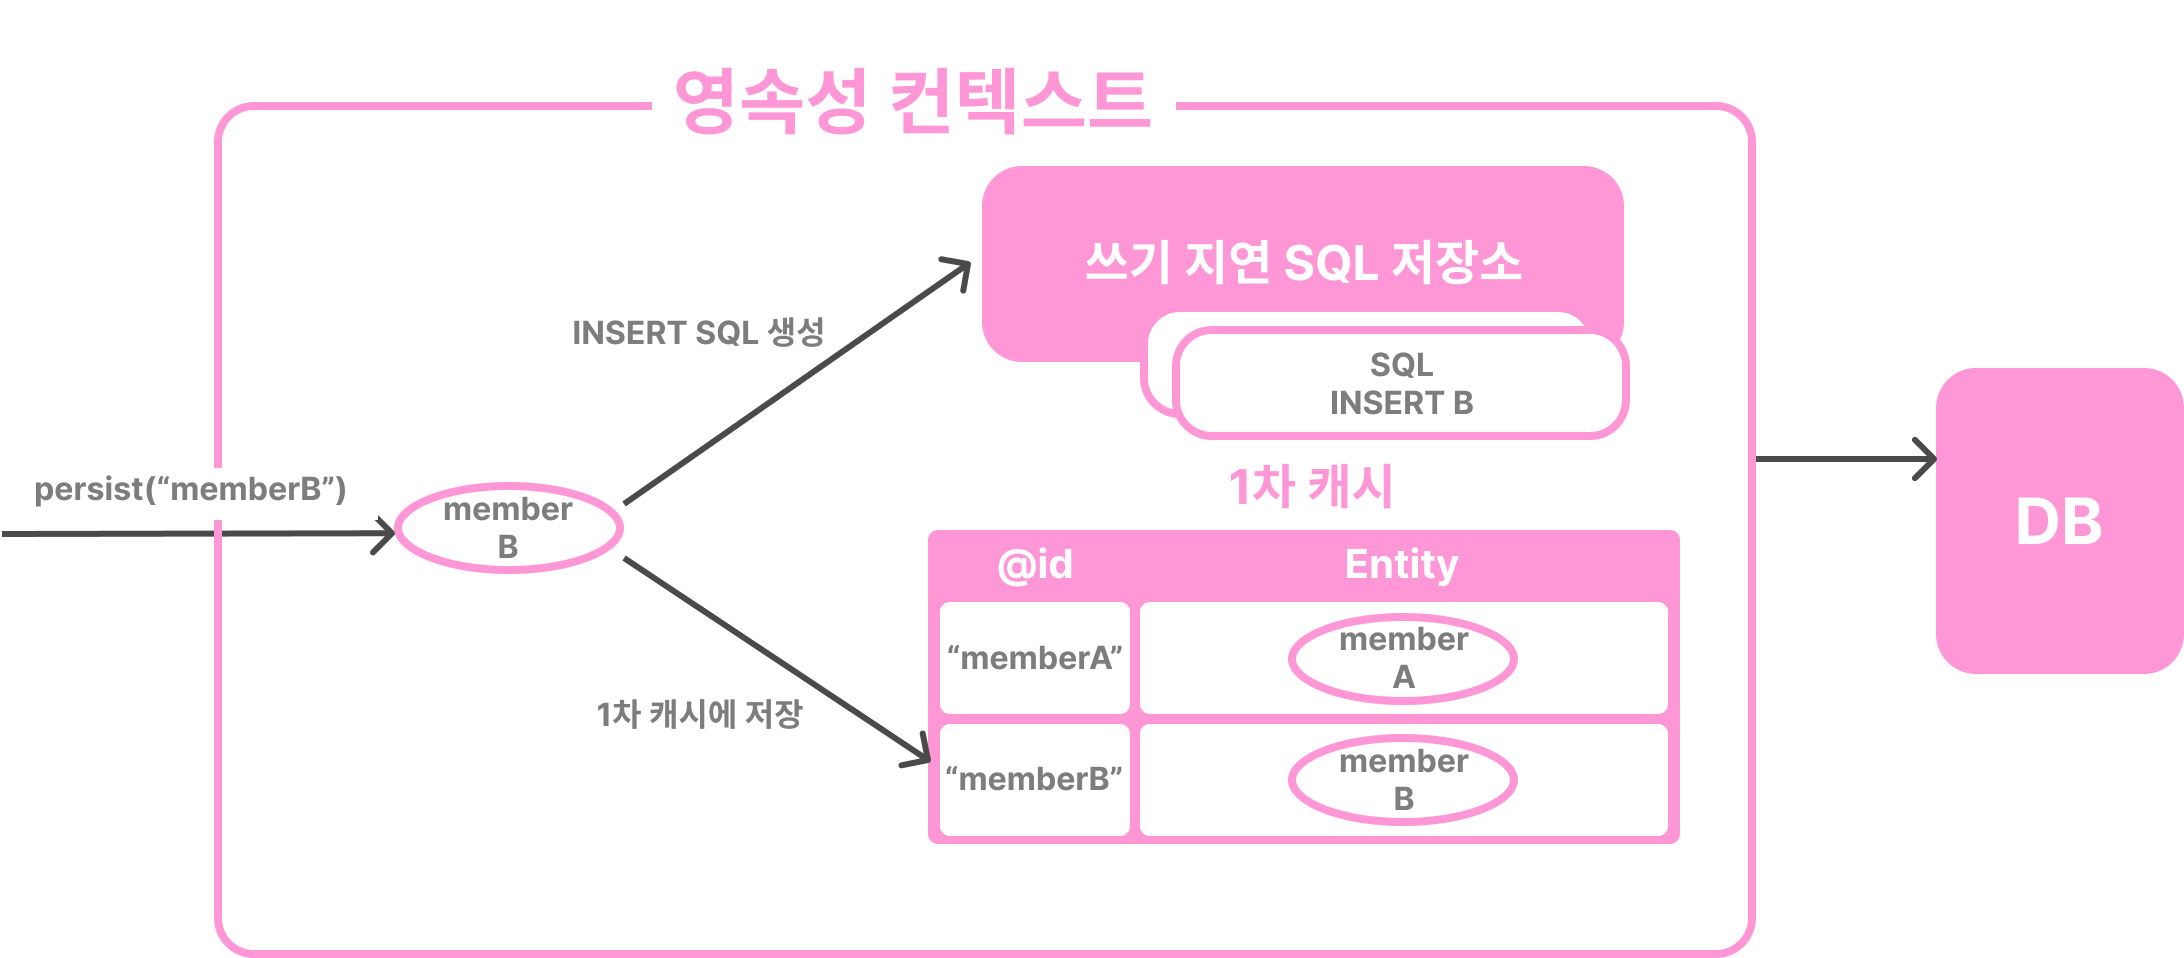 영속성 컨텍스트
쓰기 지연 SQL 저장소
INSERT SQL 생성
SQL
INSERT B
persist(“memberB”)
member
B
1차 캐시
DB
@id
Entity
“memberA”
member
A
1차 캐시에 저장
“memberB”
member
B